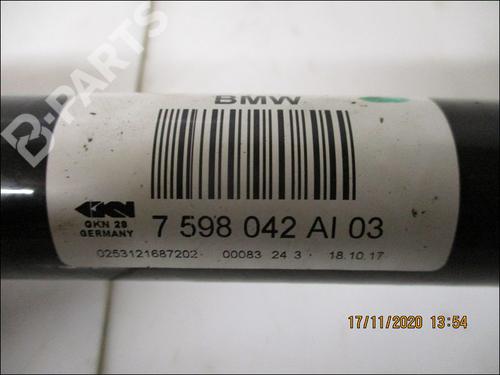 B-PARTS
BMW
GKN
GKN 28
GERMANY
7 598 042 AI 03
0253121687202 00083 24 3 18.10.17
17/11/2020 13:54